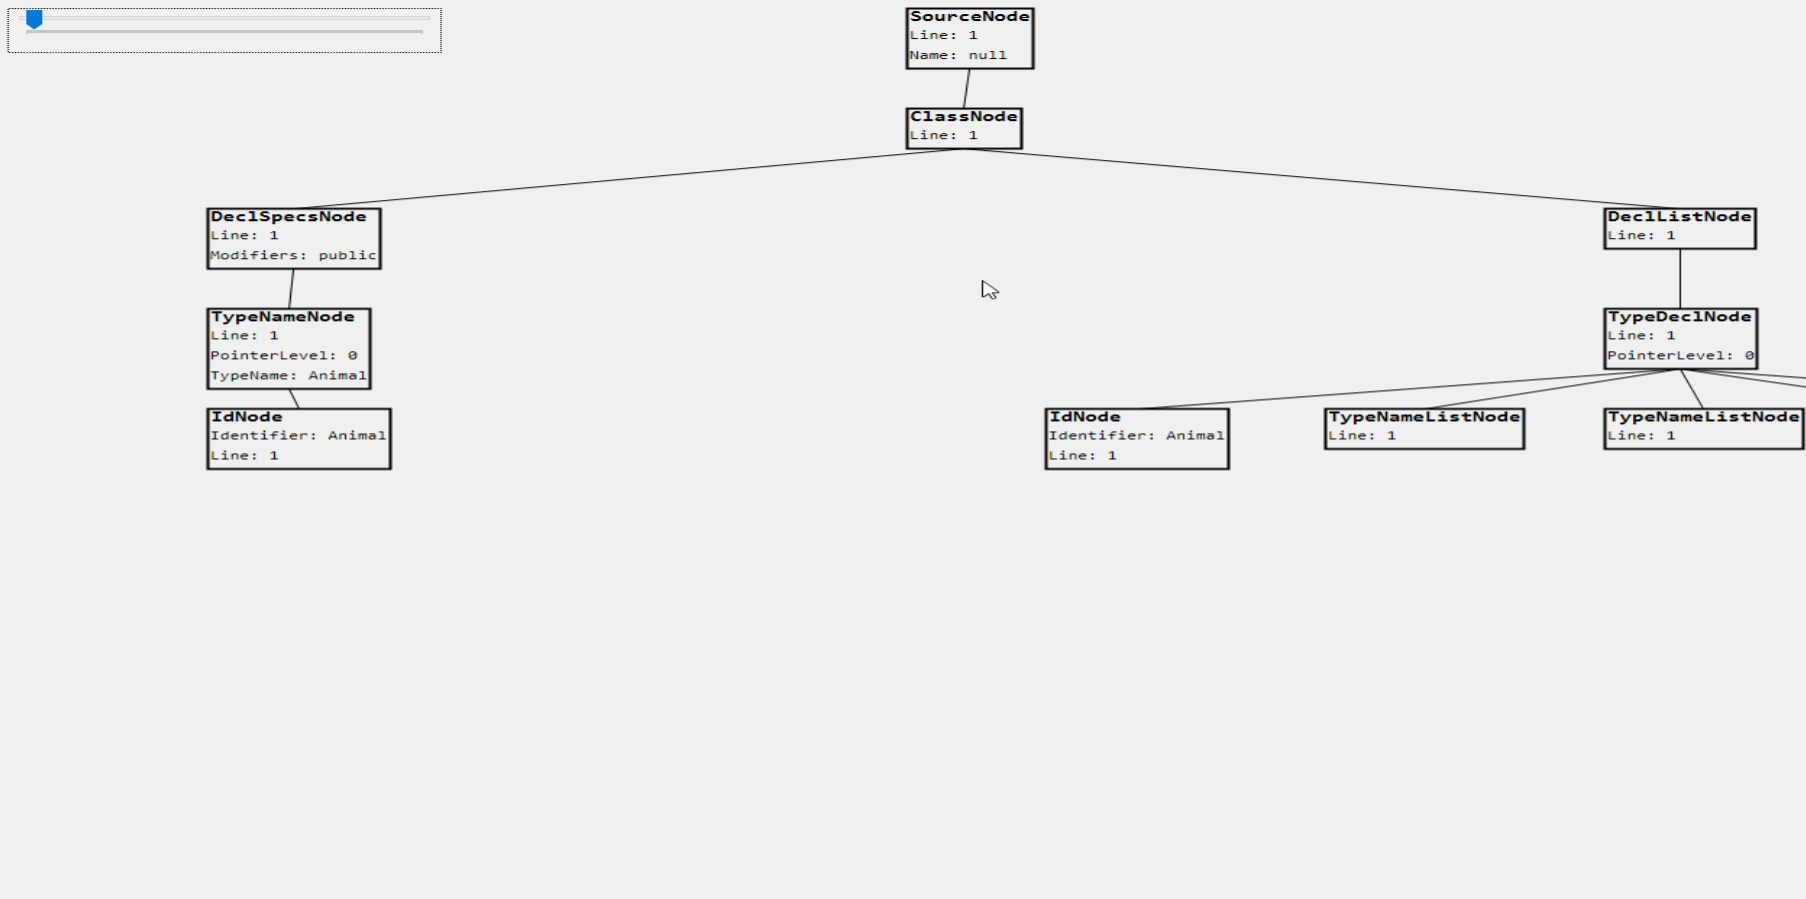 SourceNode
Line: 1
Name: null
ClassNode
Line: 1
DeclSpecsNode
Line: 1
Modifiers: public
DeclListNode
Line: 1
TypeNameNode
Line: 1
PointerLevel: 0
TypeName: Animal
TypeDeclNode
Line: 1
PointerLevel: 0
IdNode
Identifier: Animal
Line: 1
IdNode
Identifier: Animal
Line: 1
TypeNameListNode
Line: 1
TypeNameListNode
Line: 1